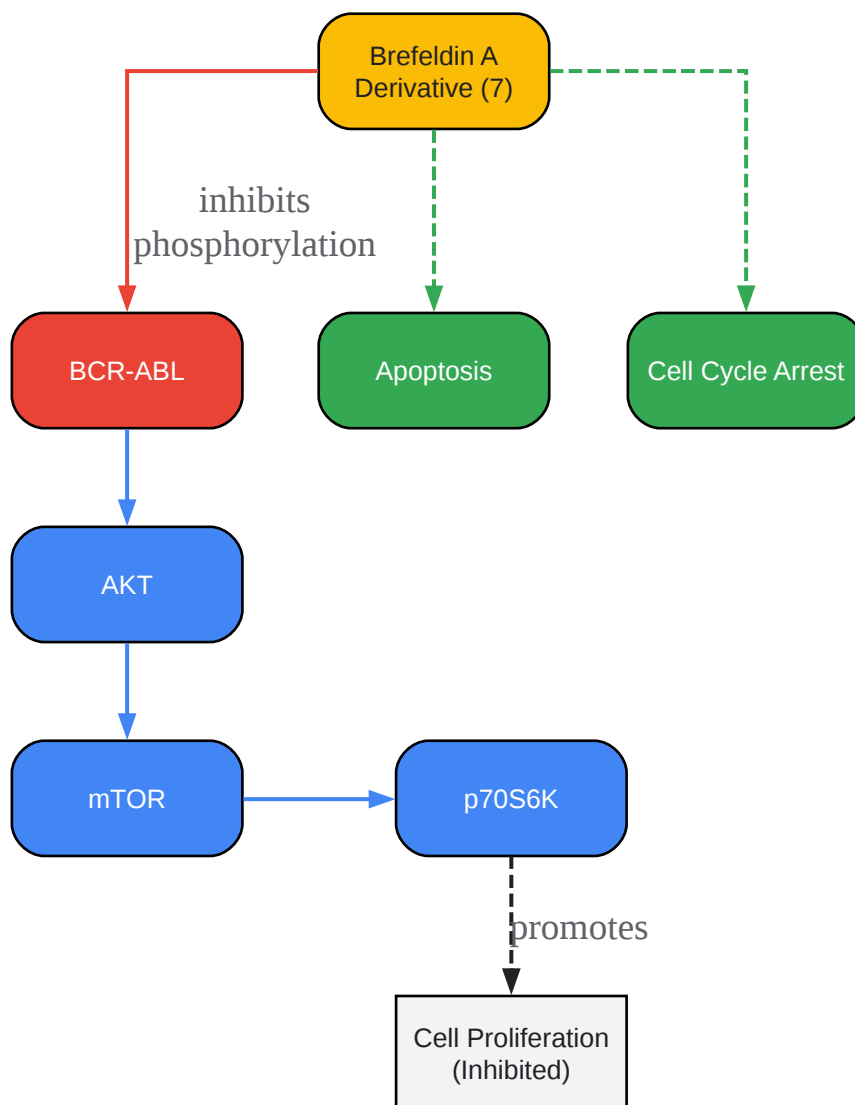 Brefeldin A
Derivative (7)
inhibits
phosphorylation
BCR-ABL
Apoptosis
Cell Cycle Arrest
AKT
mTOR
p70S6K
promotes
Cell Proliferation
(Inhibited)